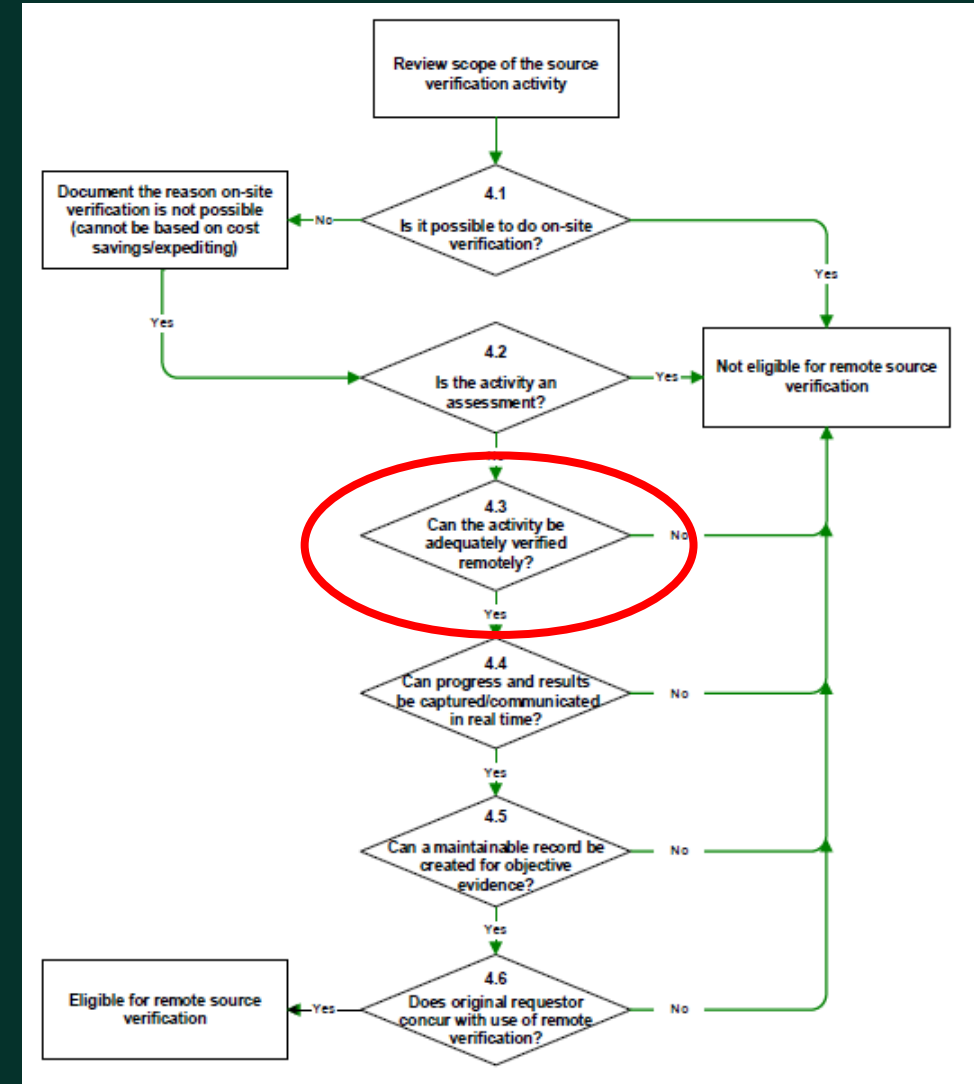 Review scope of the source
verification activity
Document the reason on-site
verification is not possible
(cannot be based on cost
savings/expediting)
No
4.1
Is it possible to do on-site
verification?
Yes
Yes
4.2
Is the activity an
assessment?
Yes
Not eligible for remote source
verification
4.3
Can the activity be
adequately verified
remotely?
No
Yes
4.4
Can progress and results
be captured/communicated
in real time?
No
Yes
4.5
Can a maintainable record be
created for objective
evidence?
No
Yes
Eligible for remote source
verification
Yes
4.6
Does original requestor
concur with use of remote
verification?
No